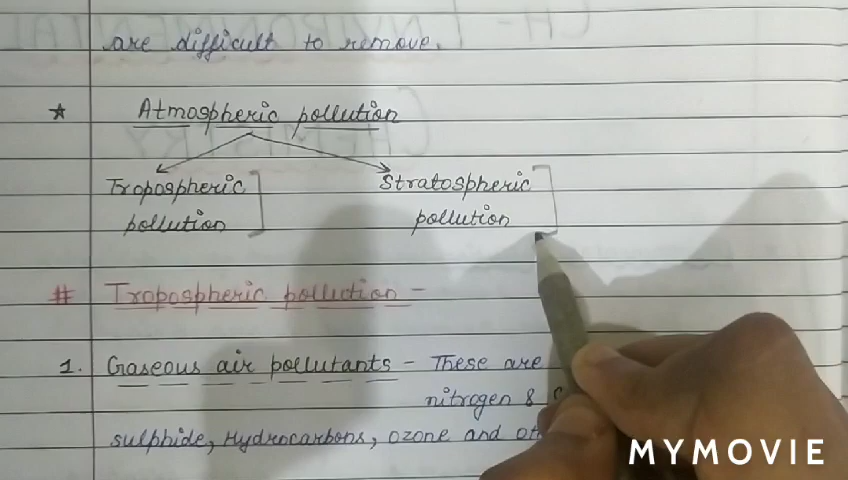 are difficult to remove.
* Atmospheric pollution
Tropospheric pollution
Stratospheric pollution
# Tropospheric pollution -
1. Gaseous air pollutants - These are
nitrogen &
sulphide, Hydrocarbons, ozone and
MYMOVIE